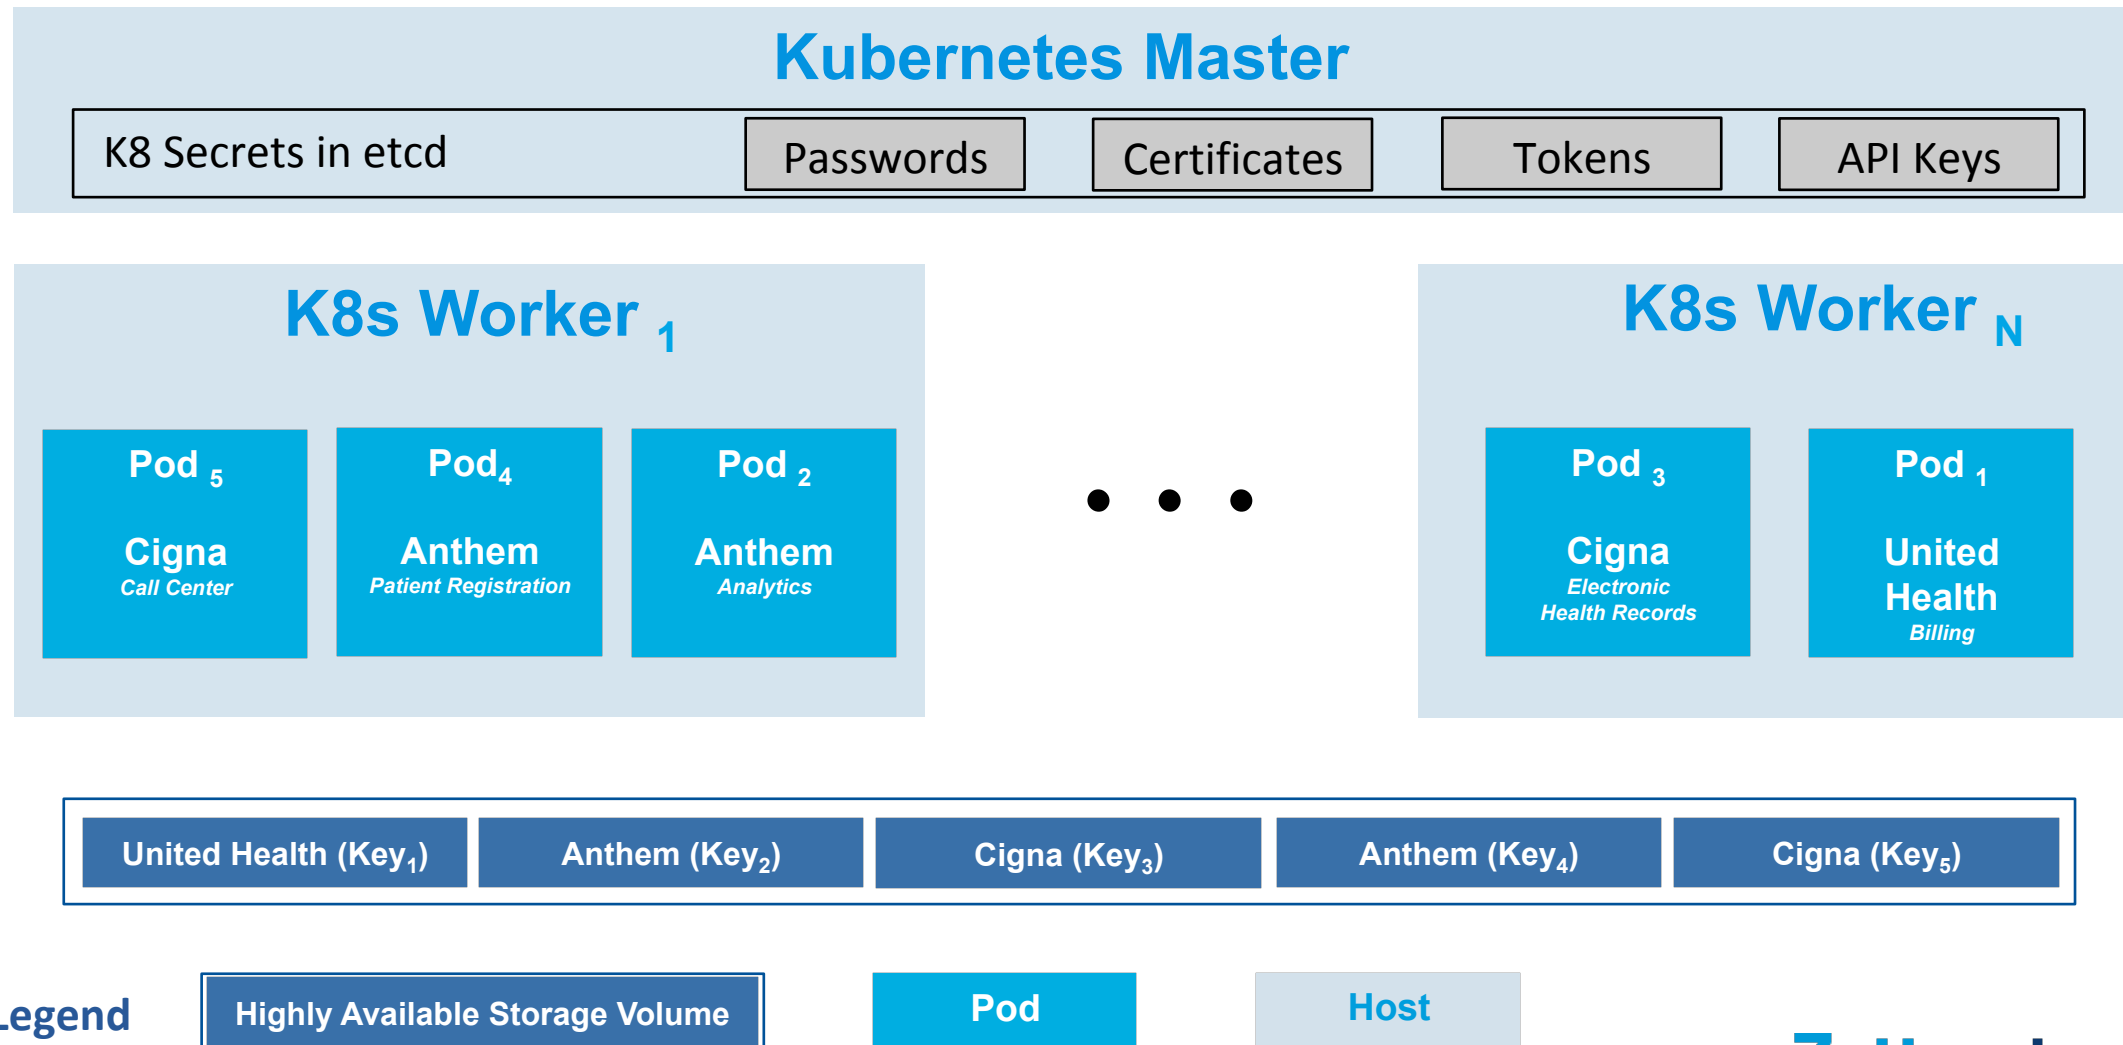 Kubernetes Master
K8 Secrets in etcd
Passwords
Certificates
Tokens
API Keys
K8s Worker 1
Pod 5
Cigna
Call Center
Pod4
Anthem
Patient Registration
Pod 2
Anthem
Analytics
• • •
K8s Worker N
Pod 3
Cigna
Electronic
Health Records
Pod 1
United
Health
Billing
United Health (Key1)
Anthem (Key2)
Cigna (Key3)
Anthem (Key4)
Cigna (Key5)
Legend
Highly Available Storage Volume
Pod
Host